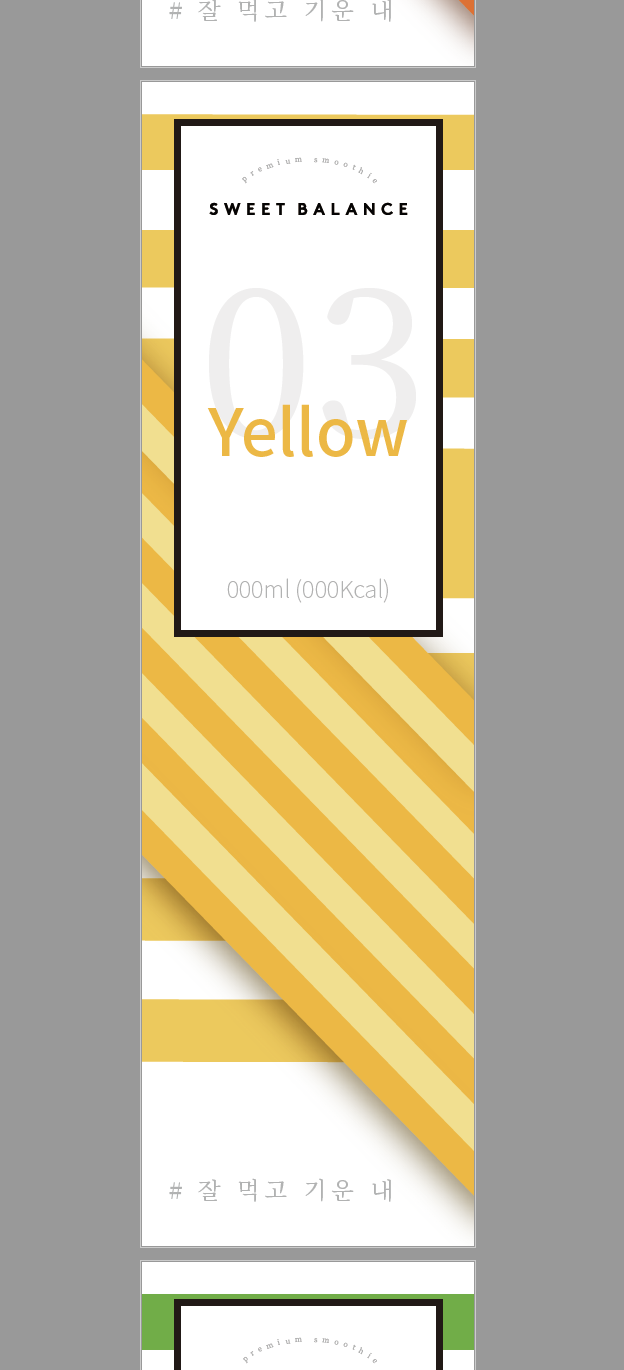 # 잘 먹고 기운 내
premium smoothie
SWEET BALANCE
03
Yellow
000ml (000Kcal)
# 잘 먹고 기운 내
premium smoothie